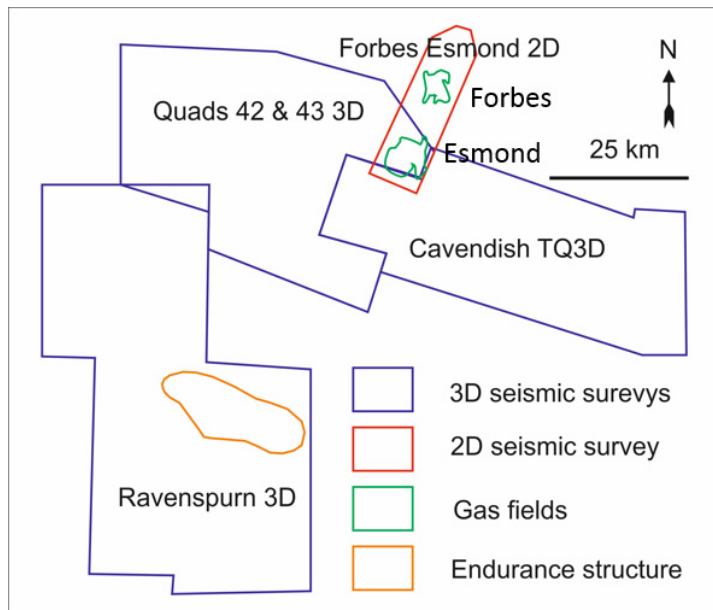 Forbes Esmond 2D
N
Quads 42 & 43 3D
Forbes
Esmond
25 km
Cavendish TQ3D
3D seismic surevys
2D seismic survey
Ravenspurn 3D
Gas fields
Endurance structure